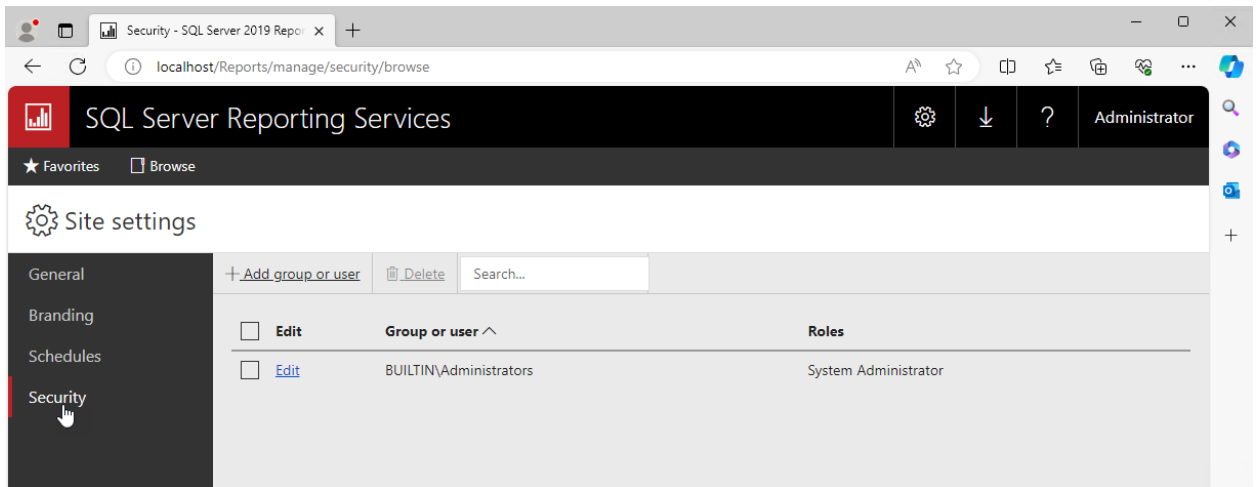 Security - SQL Server 2019 Repor
localhost/Reports/manage/security/browse
SQL Server Reporting Services
? Administrator
Favorites Browse
Site settings
General
Branding
Schedules
Security
+ Add group or user Delete Search...
Edit Group or user Roles
Edit BUILTIN\Administrators System Administrator